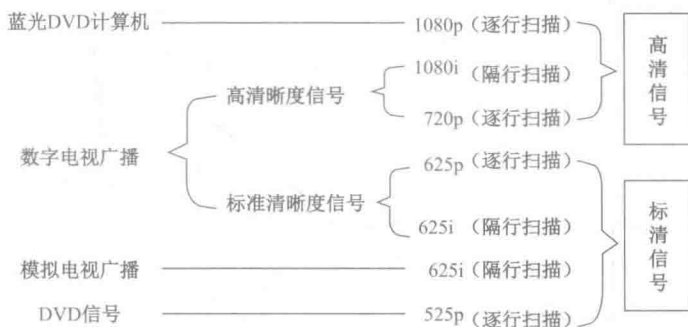 蓝光DVD计算机 1080p（逐行扫描）
高清晰度信号 1080i （隔行扫描）
720p（逐行扫描）
高清信号
数字电视广播
标准清晰度信号 625p（逐行扫描）
625i （隔行扫描）
标清信号
模拟电视广播 625i（隔行扫描）
DVD信号 525p（逐行扫描）